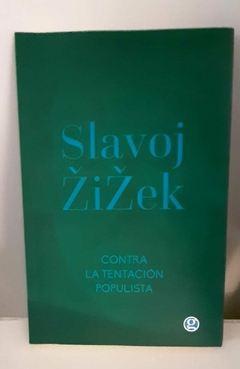 Slavoj
ŽiŽek
CONTRA
LA TENTACIÓN
POPULISTA
g